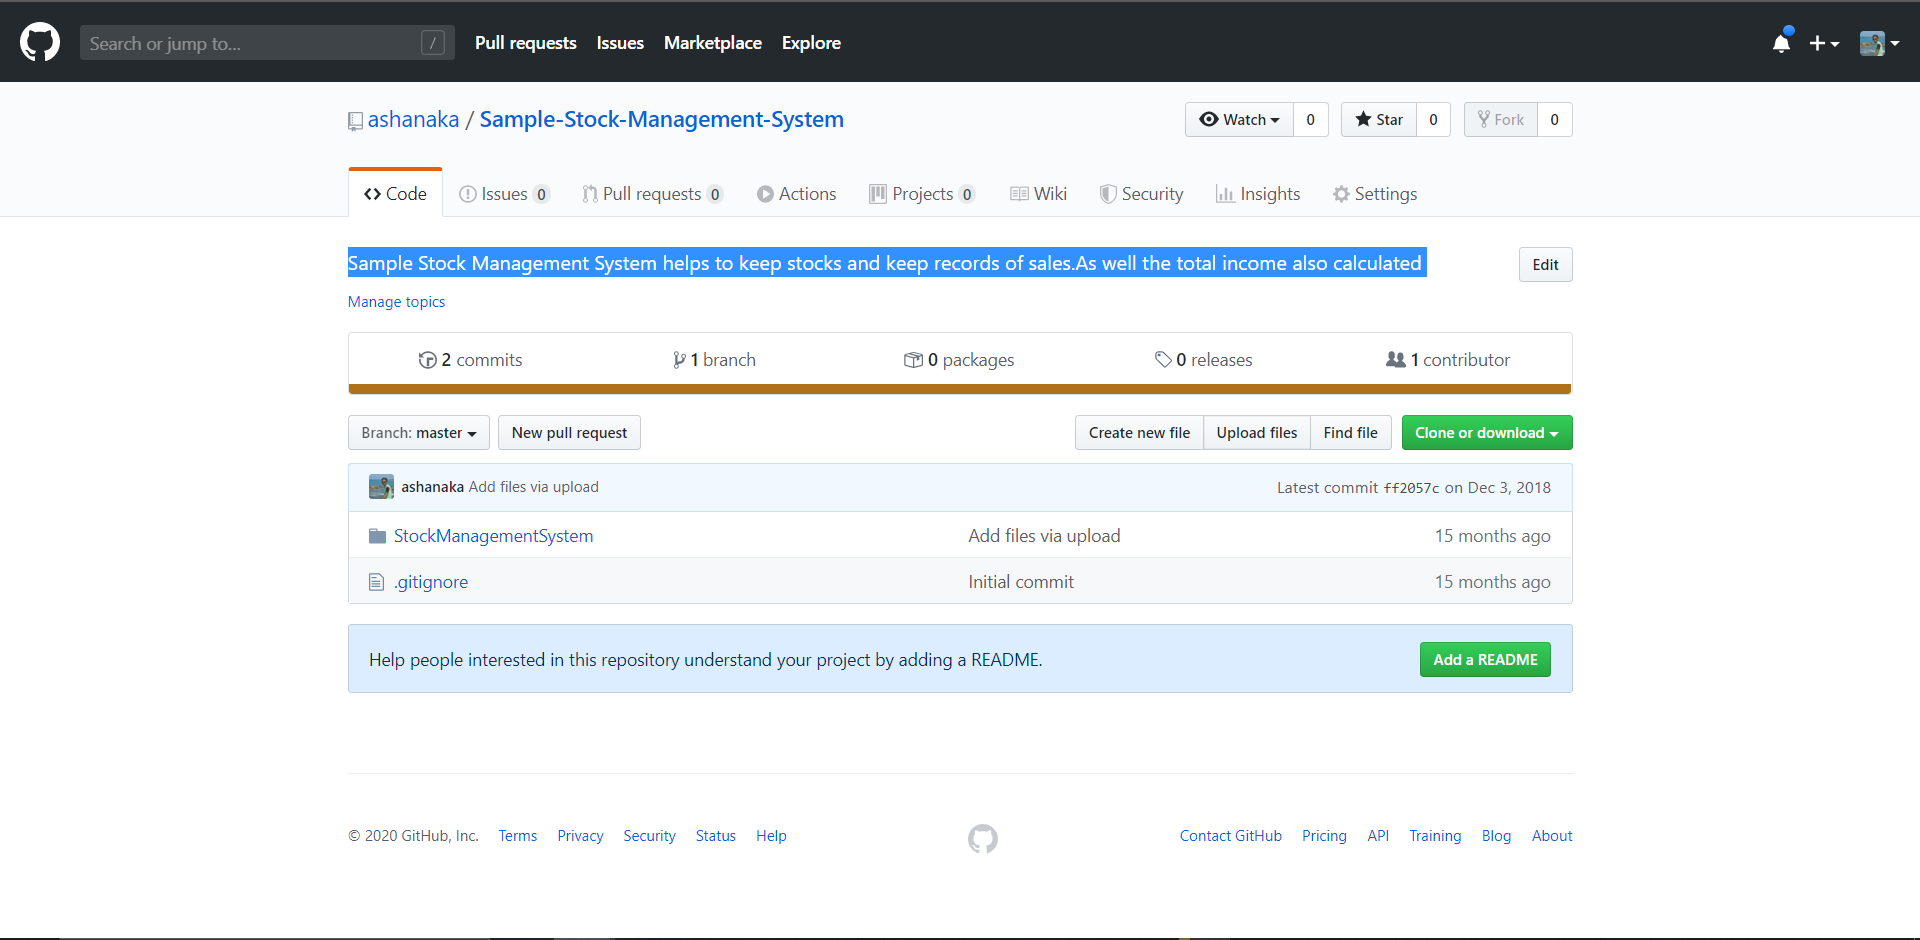 Search or jump to... /
Pull requests Issues Marketplace Explore
ashanaka / Sample-Stock-Management-System
Watch 0 Star 0 Fork 0
Code Issues 0 Pull requests 0 Actions Projects 0 Wiki Security Insights Settings
Sample Stock Management System helps to keep stocks and keep records of sales.As well the total income also calculated
Edit
Manage topics
2 commits 1 branch 0 packages 0 releases 1 contributor
Branch: master New pull request Create new file Upload files Find file Clone or download
ashanaka Add files via upload Latest commit ff2057c on Dec 3, 2018
StockManagementSystem Add files via upload 15 months ago
.gitignore Initial commit 15 months ago
Help people interested in this repository understand your project by adding a README. Add a README
© 2020 GitHub, Inc. Terms Privacy Security Status Help Contact GitHub Pricing API Training Blog About